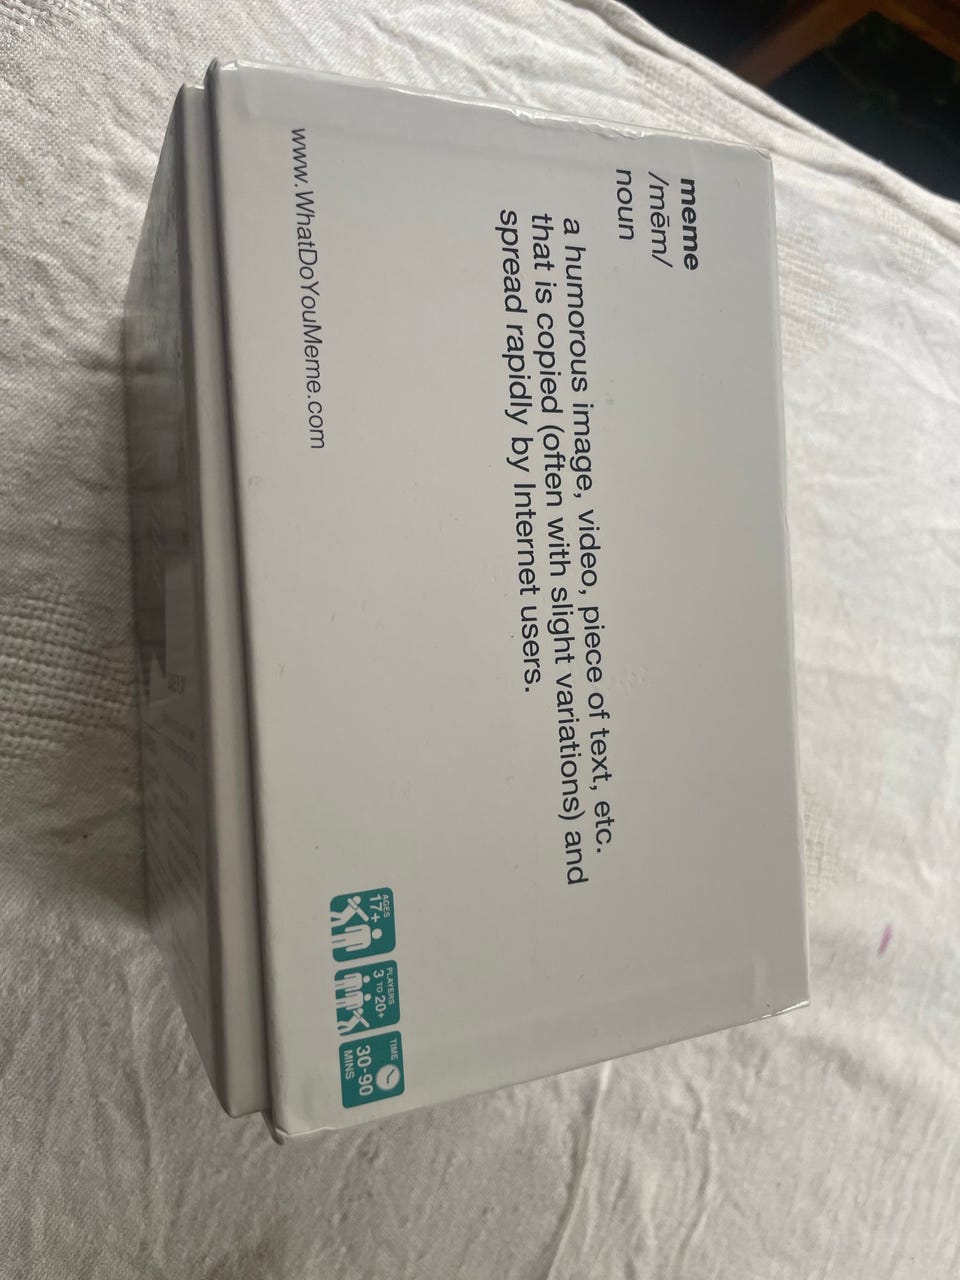 meme
/mēm/
noun
a humorous image, video, piece of text, etc.
that is copied (often with slight variations) and
spread rapidly by Internet users.
www.WhatDoYouMeme.com
AGES
17+
PLAYERS
3 TO 20+
TIME
30-90
MINS